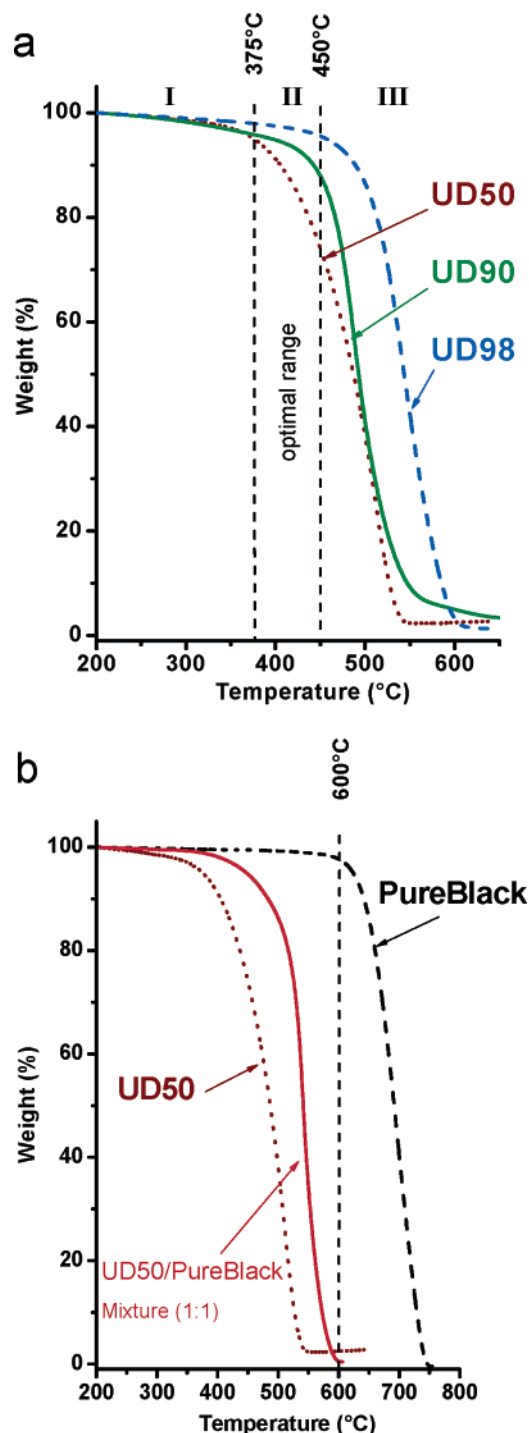 a
375°C
450°C
I
II
III
100
80
60
40
20
0
Weight (%)
optimal range
UD50
UD90
UD98
200
300
400
500
600
Temperature (°C)
b
600°C
100
80
60
40
20
0
Weight (%)
PureBlack
UD50
UD50/PureBlack
Mixture (1:1)
200
300
400
500
600
700
800
Temperature (°C)